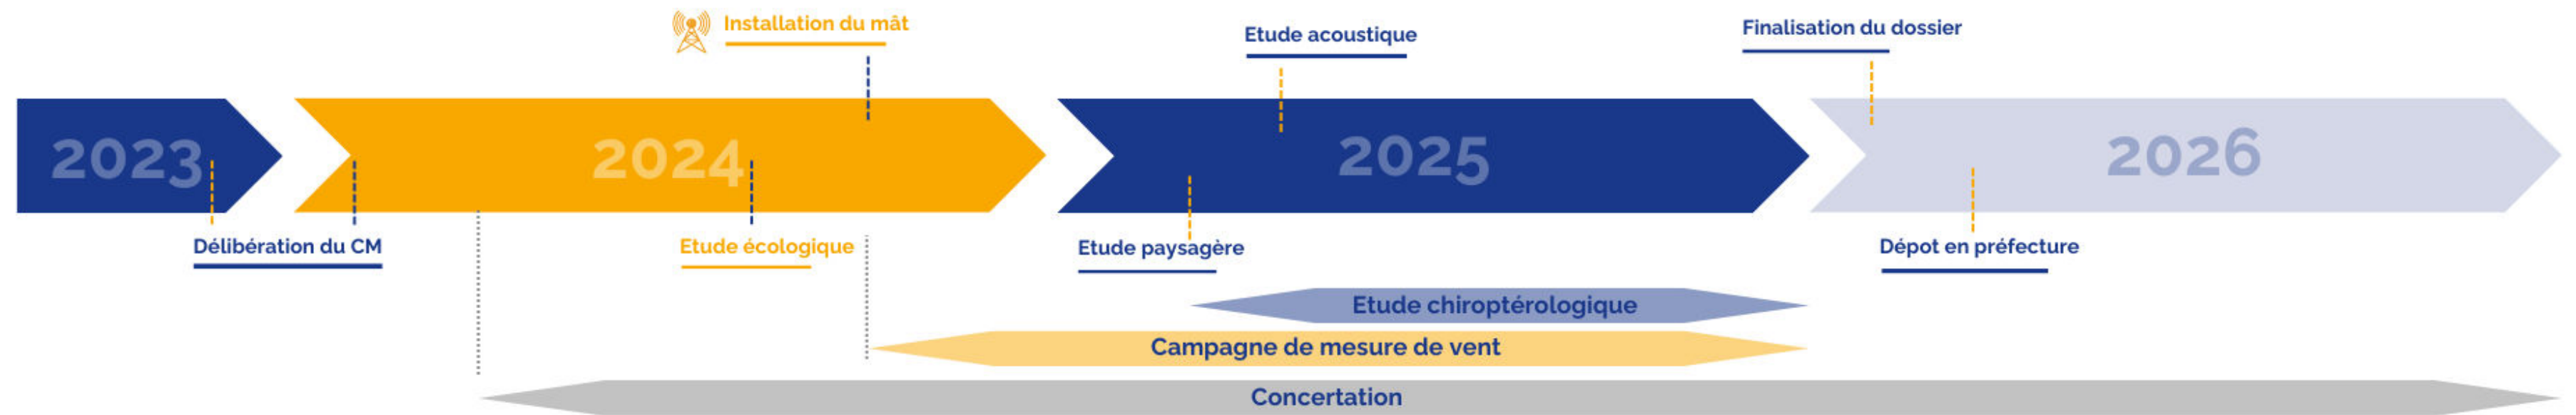 Installation du mât
Etude acoustique
Finalisation du dossier
2023
2024
2025
2026
Délibération du CM
Etude écologique
Etude paysagère
Dépot en préfecture
Etude chiroptérologique
Campagne de mesure de vent
Concertation